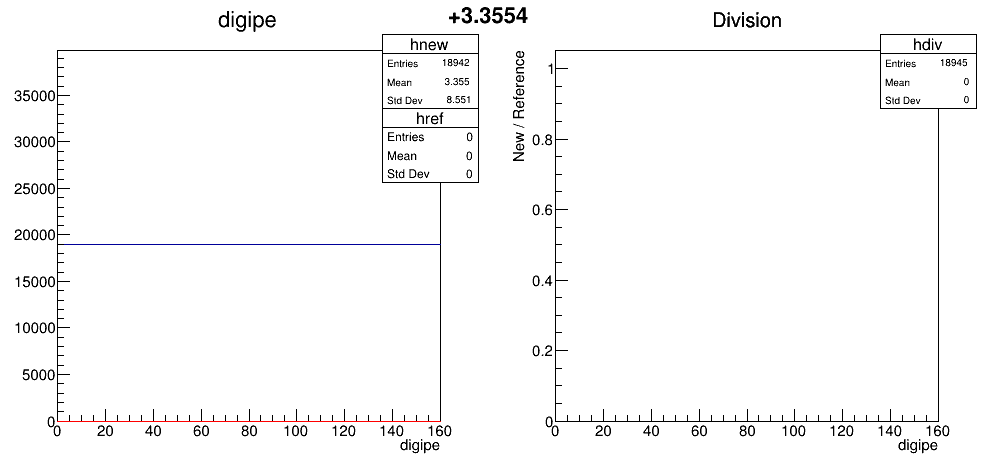 digipe
+3.3554
hnew
Entries 18942
Mean 3.355
Std Dev 8.551
href
Entries 0
Mean 0
Std Dev 0
35000
30000
25000
20000
15000
10000
5000
0
0 20 40 60 80 100 120 140 160
digipe
Division
hdiv
Entries 18945
Mean 0
Std Dev 0
New / Reference
1
0.8
0.6
0.4
0.2
0
0 20 40 60 80 100 120 140 160
digipe